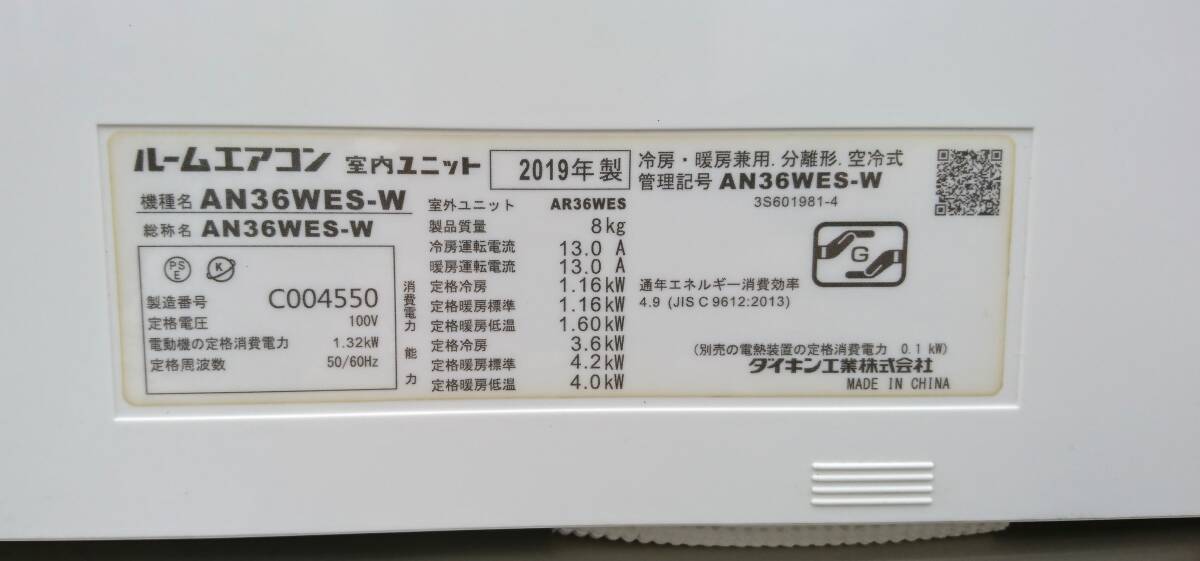 ルームエアコン 室内ユニット 2019年製
機種名 AN36WES-W
総称名 AN36WES-W
PS
E
K
製造番号 C004550
定格電圧 100V
電動機の定格消費電力 1.32kW
定格周波数 50/60Hz
室外ユニット AR36WES
製品質量 8kg
冷房運転電流 13.0 A
暖房運転電流 13.0 A
消費電力
定格冷房 1.16kW
定格暖房標準 1.16kW
定格暖房低温 1.60kW
能力
定格冷房 3.6kW
定格暖房標準 4.2kW
定格暖房低温 4.0kW
冷房・暖房兼用.分離形.空冷式
管理記号 AN36WES-W
3S601981-4
G
通年エネルギー消費効率
4.9 (JIS C 9612:2013)
(別売の電熱装置の定格消費電力 0.1 kW)
ダイキン工業株式会社
MADE IN CHINA